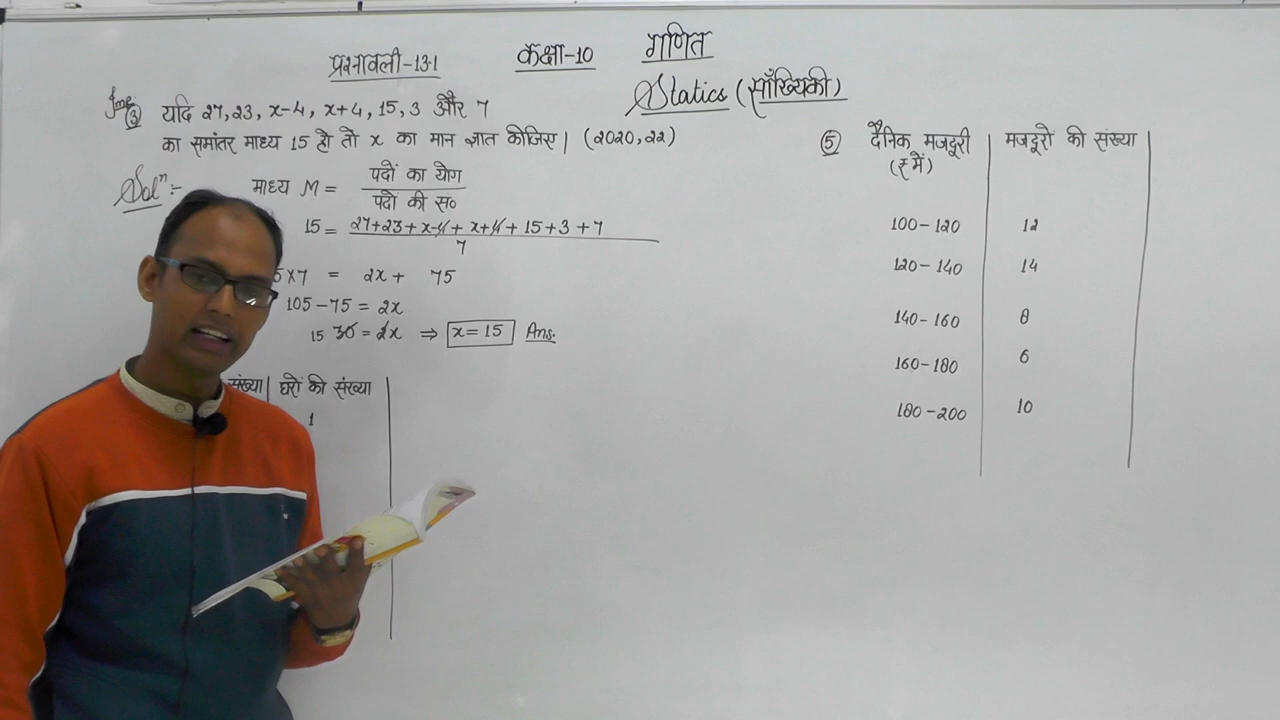 प्रश्नावली-13.1 कक्षा-10 गणित
Statics (साँख्यिकी)
Imp ③ यदि 27, 23, x-4, x+4, 15, 3 और 7
का समांतर माध्य 15 हो तो x का मान ज्ञात कीजिए| (2020,22)
Solⁿ:- माध्य M = पदों का योग
पदों की सं०
15 = 27+23+x-4+x+4+15+3+7
7
5×7 = 2x + 75
105-75 = 2x
15 30 = 2x ⇒ x=15 Ans.
संख्या घरों की संख्या
1
⑤ दैनिक मजदूरी मजदूरो की संख्या
(₹ में)
100-120 12
120-140 14
140-160 8
160-180 6
180-200 10